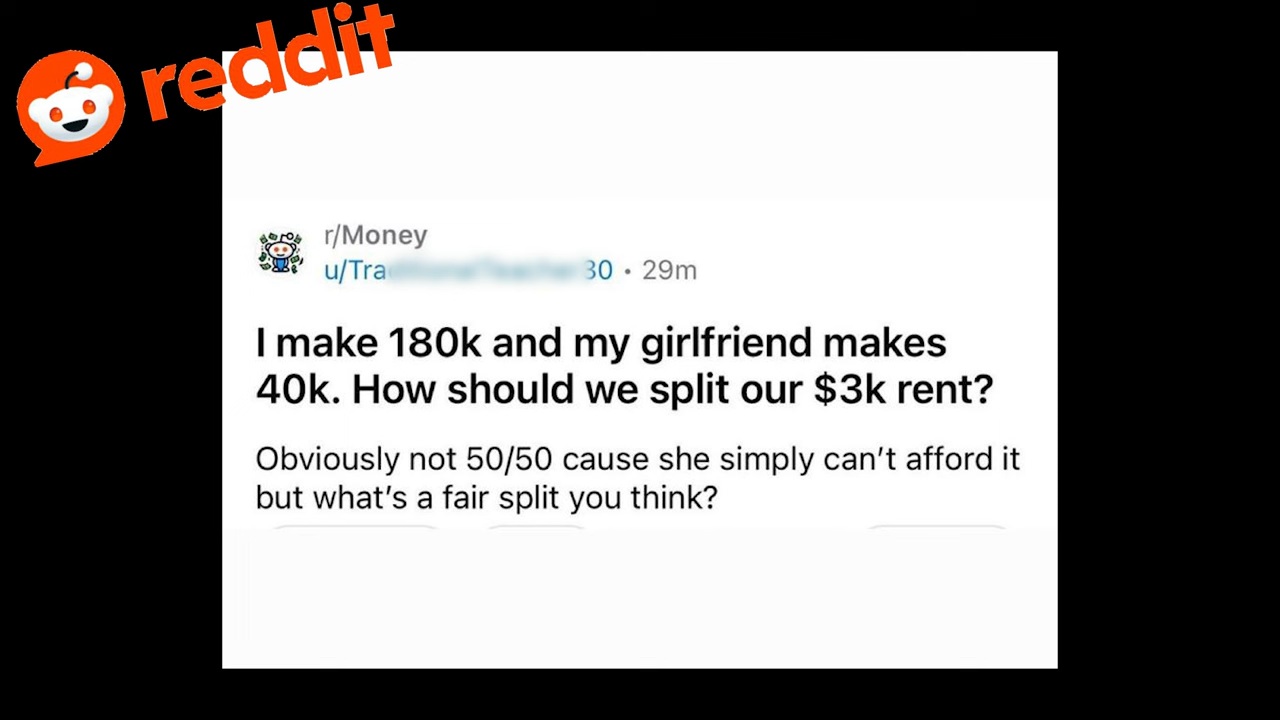 reddit
r/Money
u/Tra 30 • 29m
I make 180k and my girlfriend makes
40k. How should we split our $3k rent?
Obviously not 50/50 cause she simply can't afford it
but what's a fair split you think?